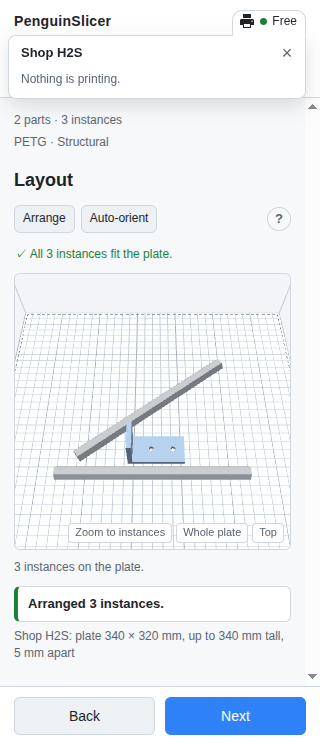 PenguinSlicer
Free
Shop H2S
×
Nothing is printing.
2 parts · 3 instances
PETG · Structural
Layout
Arrange
Auto-orient
?
✓ All 3 instances fit the plate.
Zoom to instances
Whole plate
Top
3 instances on the plate.
Arranged 3 instances.
Shop H2S: plate 340 × 320 mm, up to 340 mm tall,
5 mm apart
Back
Next